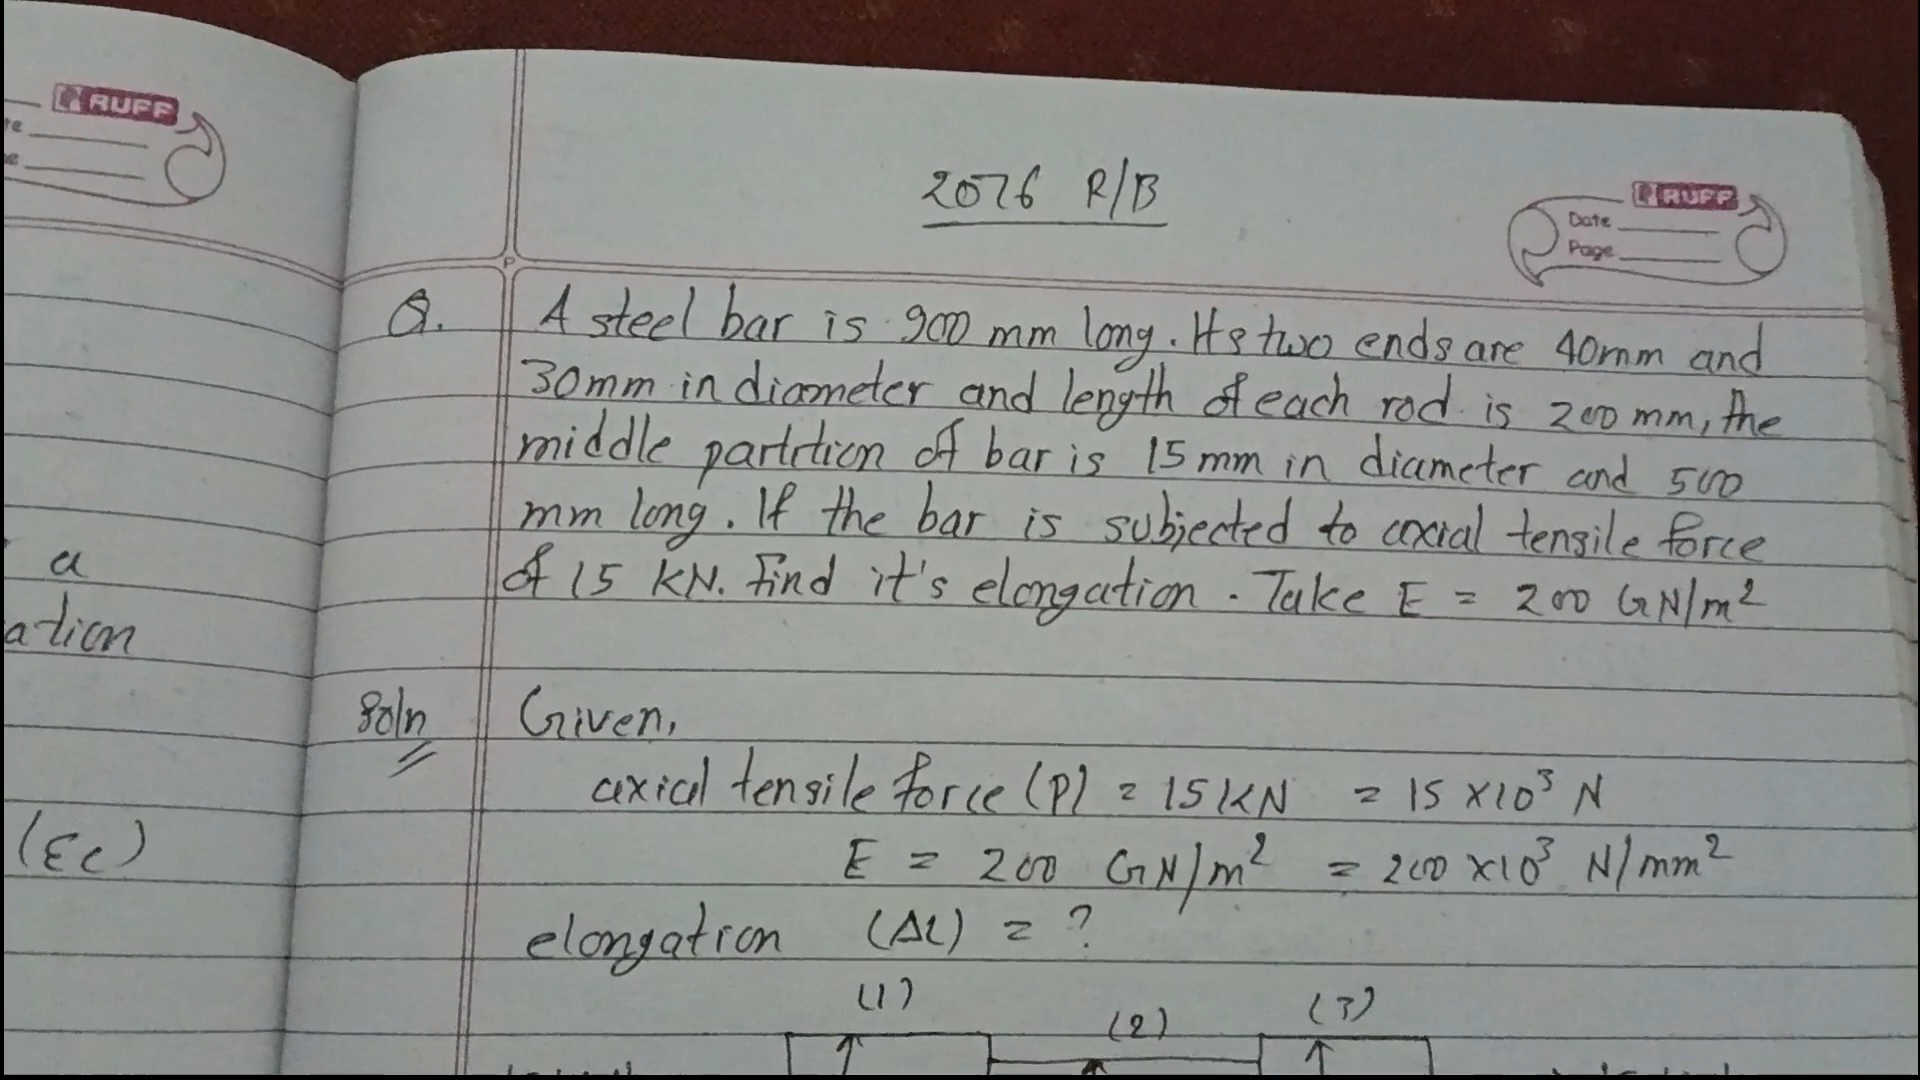 RUFF
te
e
a
ation
(Ec)
2076 R/B
RUFF
Date
Page
P
Q. A steel bar is 900 mm long. Its two ends are 40mm and
30mm in diameter and length of each rod is 200 mm, the
middle partition of bar is 15 mm in diameter and 500
mm long. If the bar is subjected to axial tensile force
of 15 KN. Find it's elongation. Take E = 200 GN/m²
Soln Given,
axial tensile force (P) = 15 KN = 15 ×10³ N
E = 200 GN/m² = 200 ×10³ N/mm²
elongation (ΔL) = ?
(1)
(2)
(3)